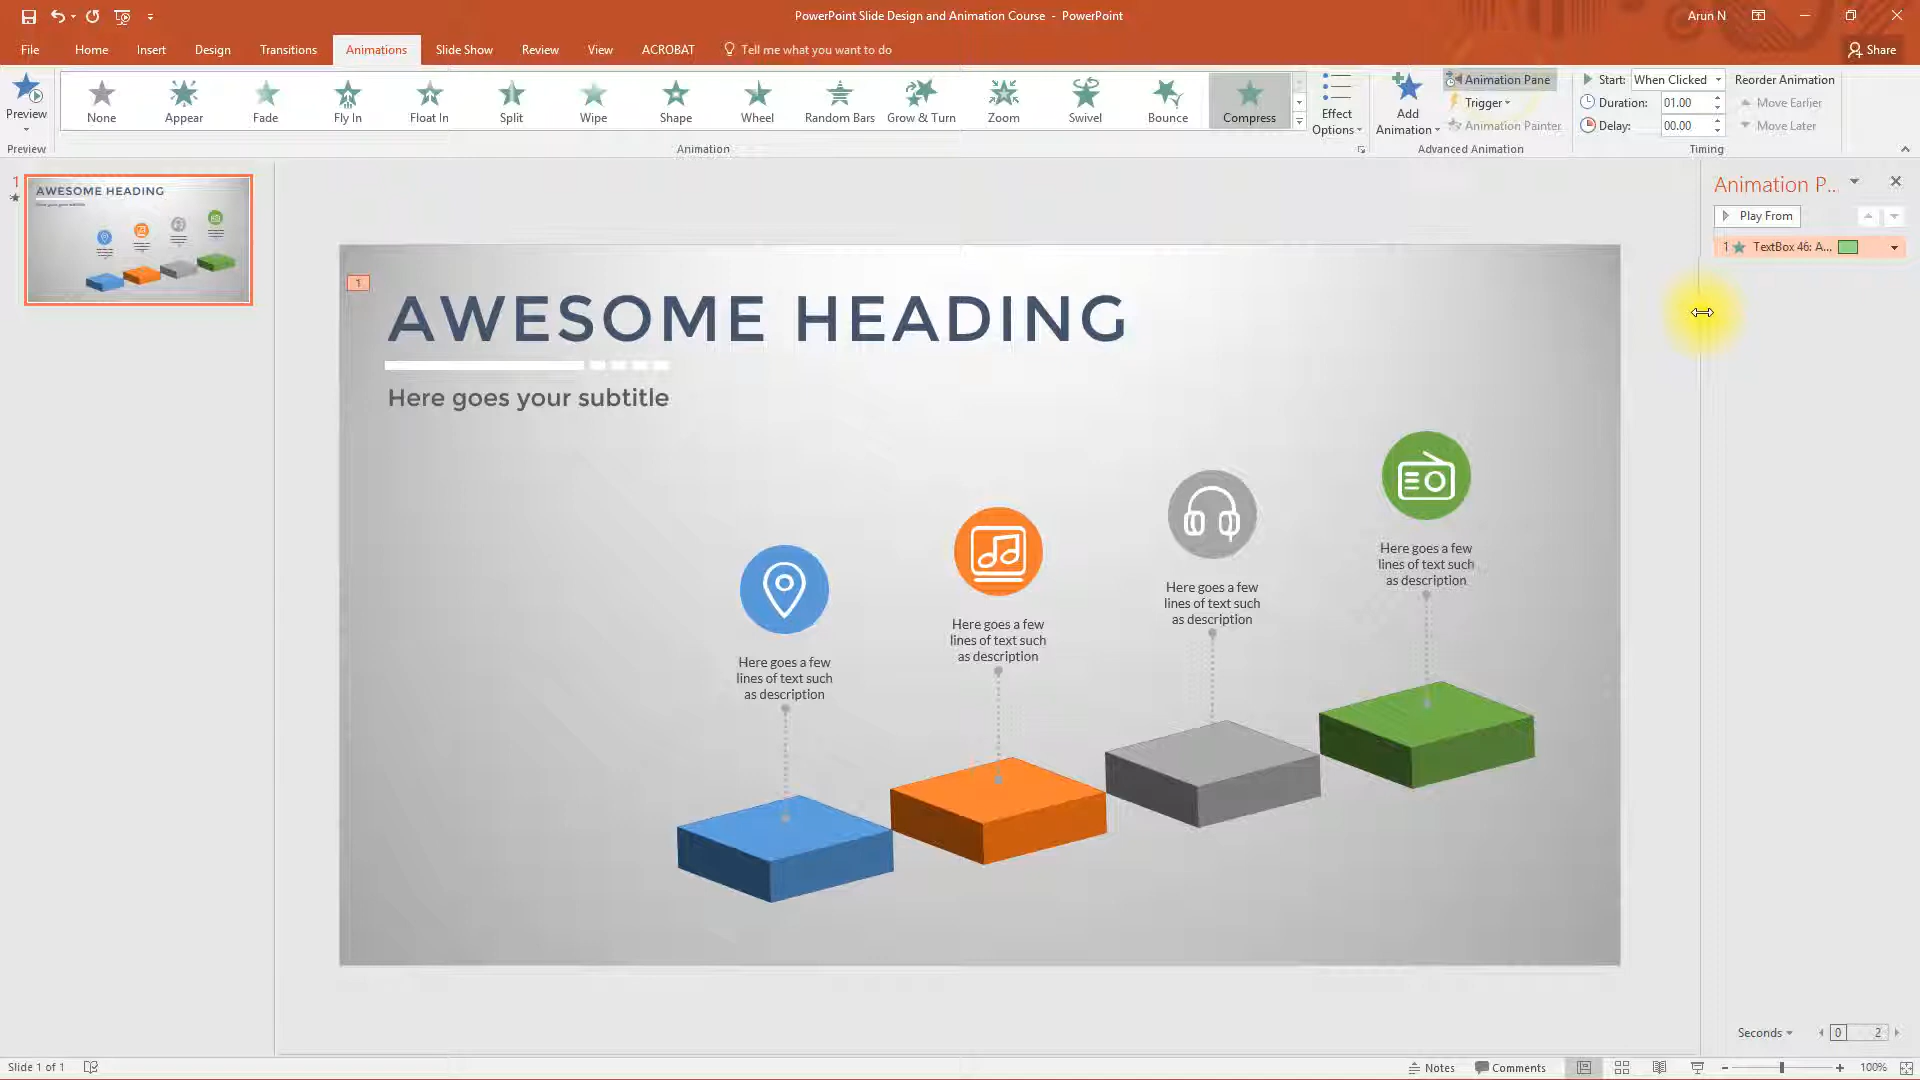 PowerPoint Slide Design and Animation Course - PowerPoint
Arun N
File
Home
Insert
Design
Transitions
Animations
Slide Show
Review
View
ACROBAT
Tell me what you want to do
Share
Preview
None
Appear
Fade
Fly In
Float In
Split
Wipe
Shape
Wheel
Random Bars
Grow & Turn
Zoom
Swivel
Bounce
Compress
Effect
Options
Add
Animation
Animation Pane
Trigger
Animation Painter
Start: When Clicked
Duration: 01.00
Delay: 00.00
Reorder Animation
Move Earlier
Move Later
Preview
Animation
Advanced Animation
Timing
1
AWESOME HEADING
Animation P..
Play From
1 TextBox 46: A...
1
AWESOME HEADING
Here goes your subtitle
Here goes a few
lines of text such
as description
Here goes a few
lines of text such
as description
Here goes a few
lines of text such
as description
Here goes a few
lines of text such
as description
Seconds
0 2
Slide 1 of 1
Notes
Comments
100%